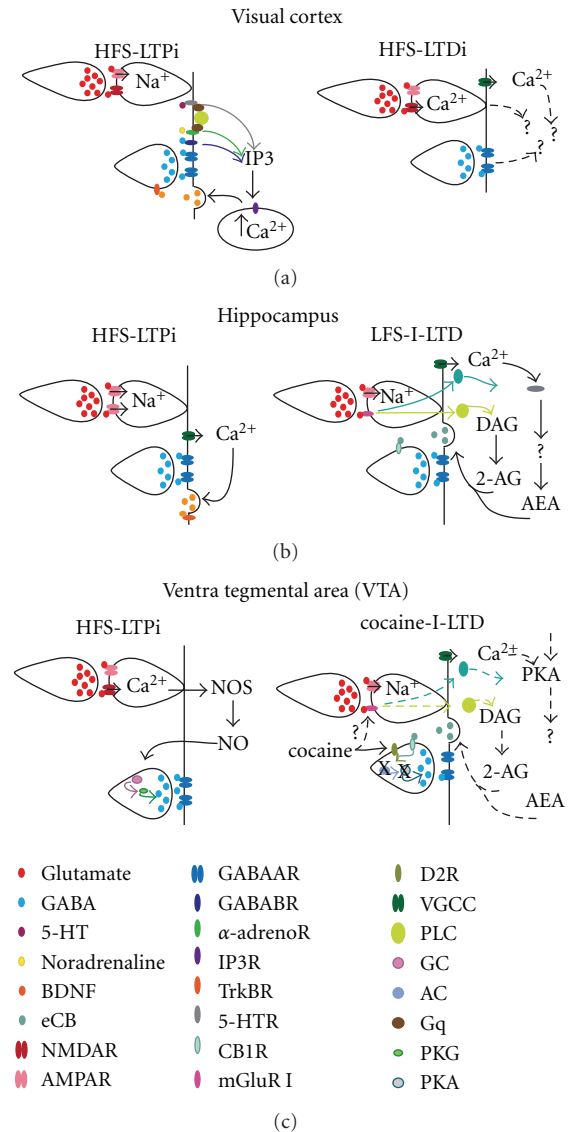 Visual cortex
HFS-LTPi
HFS-LTDi
Na+
IP3
Ca2+
Ca2+
Ca2+
?
?
?
(a)
Hippocampus
HFS-LTPi
LFS-I-LTD
Na+
Ca2+
Na+
Ca2+
DAG
?
2-AG
AEA
(b)
Ventra tegmental area (VTA)
HFS-LTPi
cocaine-I-LTD
Ca2+
NOS
NO
Na+
Ca2±
PKA
?
DAG
?
cocaine
X
X
2-AG
AEA
Glutamate
GABA
5-HT
Noradrenaline
BDNF
eCB
NMDAR
AMPAR
GABAAR
GABABR
α-adrenoR
IP3R
TrkBR
5-HTR
CB1R
mGluR I
D2R
VGCC
PLC
GC
AC
Gq
PKG
PKA
(c)